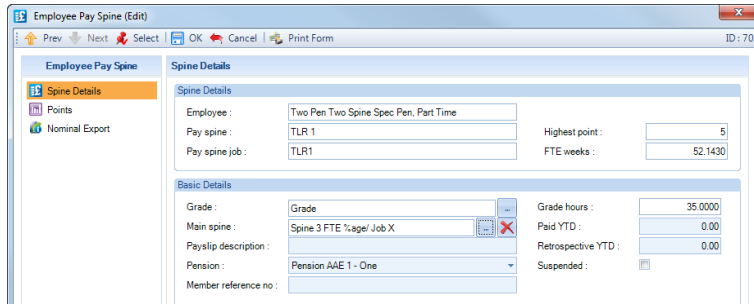 Employee Pay Spine (Edit)
Prev Next Select OK Cancel Print Form ID : 70
Employee Pay Spine
Spine Details
Points
Nominal Export
Spine Details
Spine Details
Employee : Two Pen Two Spine Spec Pen, Part Time
Pay spine : TLR 1 Highest point : 5
Pay spine job : TLR1 FTE weeks : 52.1430
Basic Details
Grade : Grade ... Grade hours : 35.0000
Main spine : Spine 3 FTE %age/ Job X ... Paid YTD : 0.00
Payslip description : Retrospective YTD : 0.00
Pension : Pension AAE 1 - One Suspended :
Member reference no :